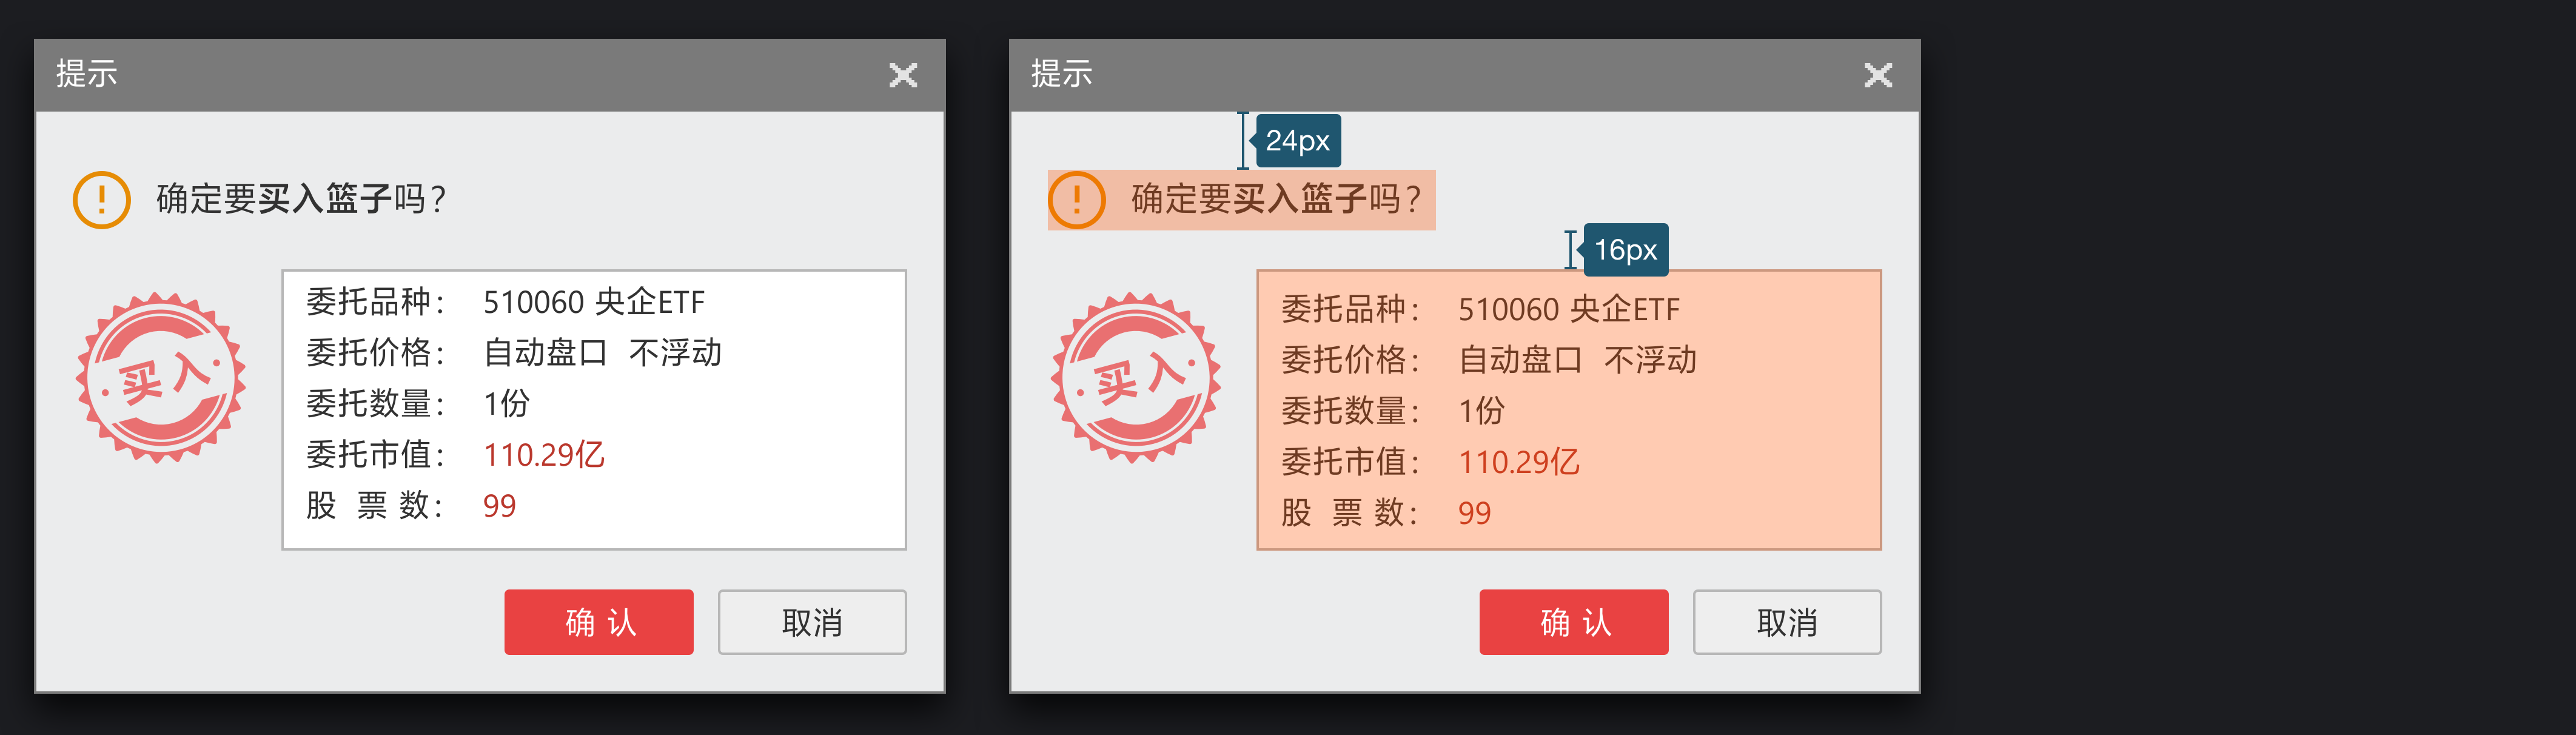 提示
确定要买入篮子吗？
买入
委托品种： 510060 央企ETF
委托价格： 自动盘口 不浮动
委托数量： 1份
委托市值： 110.29亿
股 票 数： 99
确 认 取消
提示
24px
确定要买入篮子吗？
16px
买入
委托品种： 510060 央企ETF
委托价格： 自动盘口 不浮动
委托数量： 1份
委托市值： 110.29亿
股 票 数： 99
确 认 取消